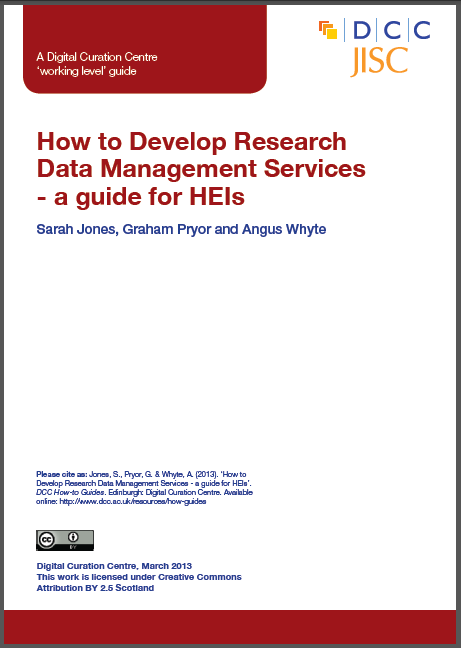 A Digital Curation Centre
'working level' guide
D C C
JISC
How to Develop Research
Data Management Services
- a guide for HEIs
Sarah Jones, Graham Pryor and Angus Whyte
Please cite as: Jones, S., Pryor, G. & Whyte, A. (2013). 'How to
Develop Research Data Management Services - a guide for HEIs'.
DCC How-to Guides. Edinburgh: Digital Curation Centre. Available
online: http://www.dcc.ac.uk/resources/how-guides
cc
BY
Digital Curation Centre, March 2013
This work is licensed under Creative Commons
Attribution BY 2.5 Scotland